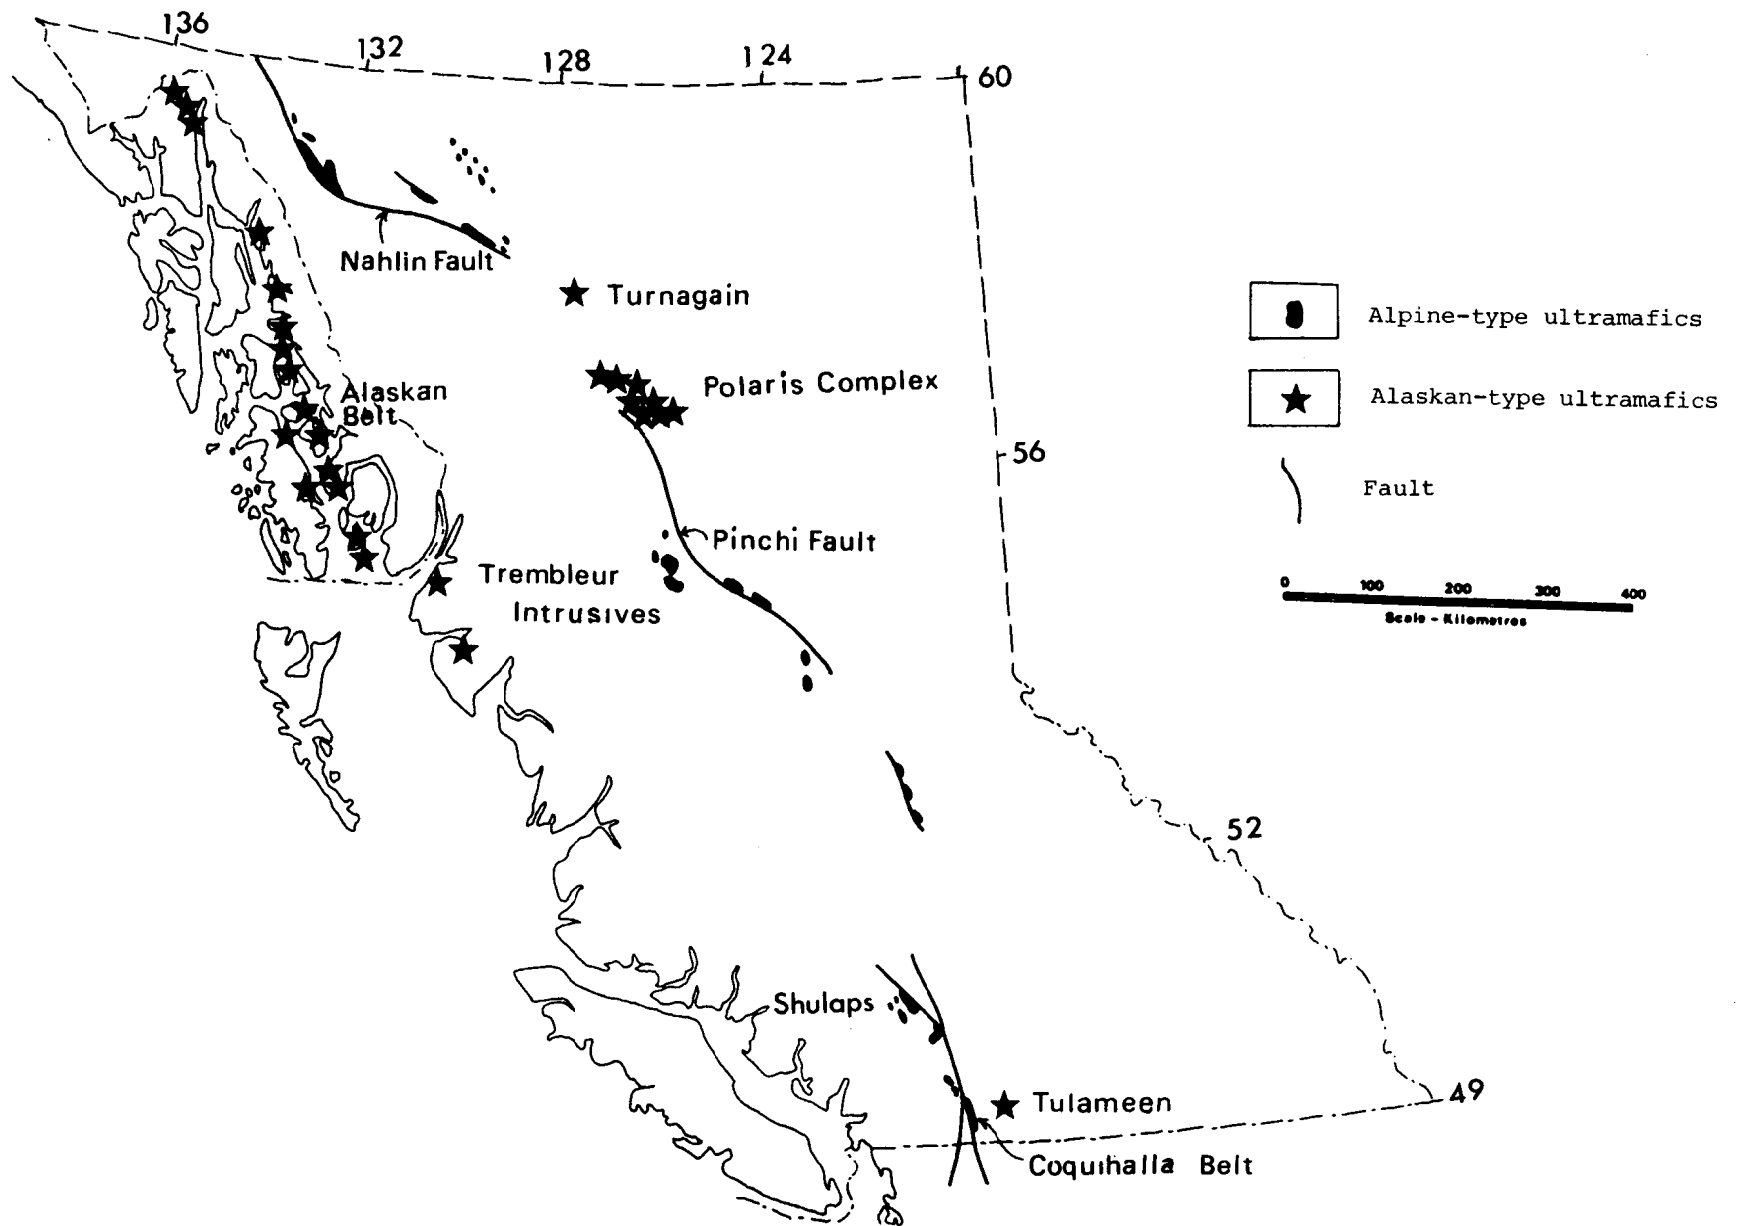 136
132
128
124
60
Nahlin Fault
Turnagain
Alpine-type ultramafics
Polaris Complex
Alaskan
Belt
Alaskan-type ultramafics
56
Fault
Pinchi Fault
Trembleur
Intrusives
0 100 200 300 400
Scale - Kilometres
52
Shulaps
49
Tulameen
Coquihalla Belt